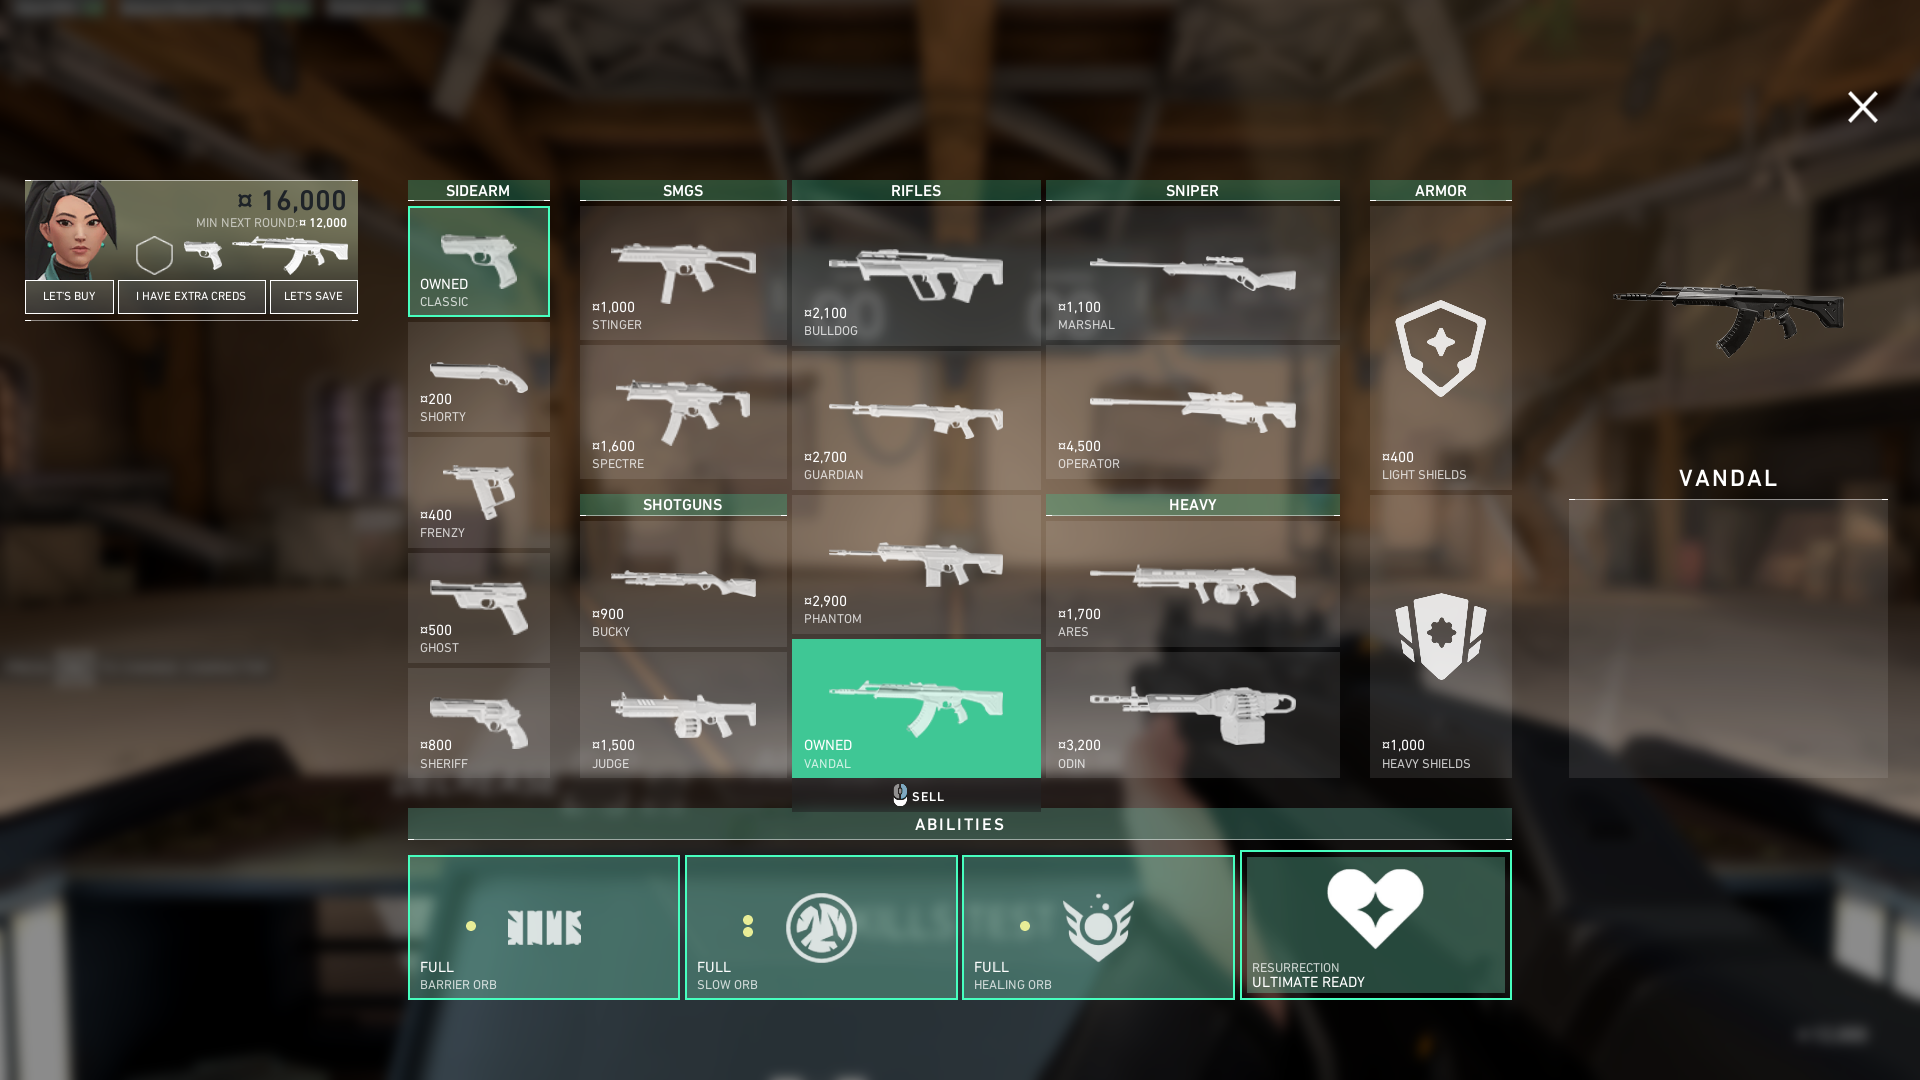 ¤ 16,000
MIN NEXT ROUND: ¤ 12,000
LET'S BUY
I HAVE EXTRA CREDS
LET'S SAVE
SIDEARM
OWNED
CLASSIC
¤200
SHORTY
¤400
FRENZY
¤500
GHOST
¤800
SHERIFF
SMGS
¤1,000
STINGER
¤1,600
SPECTRE
SHOTGUNS
¤900
BUCKY
¤1,500
JUDGE
RIFLES
¤2,100
BULLDOG
¤2,700
GUARDIAN
¤2,900
PHANTOM
OWNED
VANDAL
SELL
SNIPER
¤1,100
MARSHAL
¤4,500
OPERATOR
HEAVY
¤1,700
ARES
¤3,200
ODIN
ARMOR
¤400
LIGHT SHIELDS
¤1,000
HEAVY SHIELDS
VANDAL
ABILITIES
FULL
BARRIER ORB
FULL
SLOW ORB
FULL
HEALING ORB
RESURRECTION
ULTIMATE READY